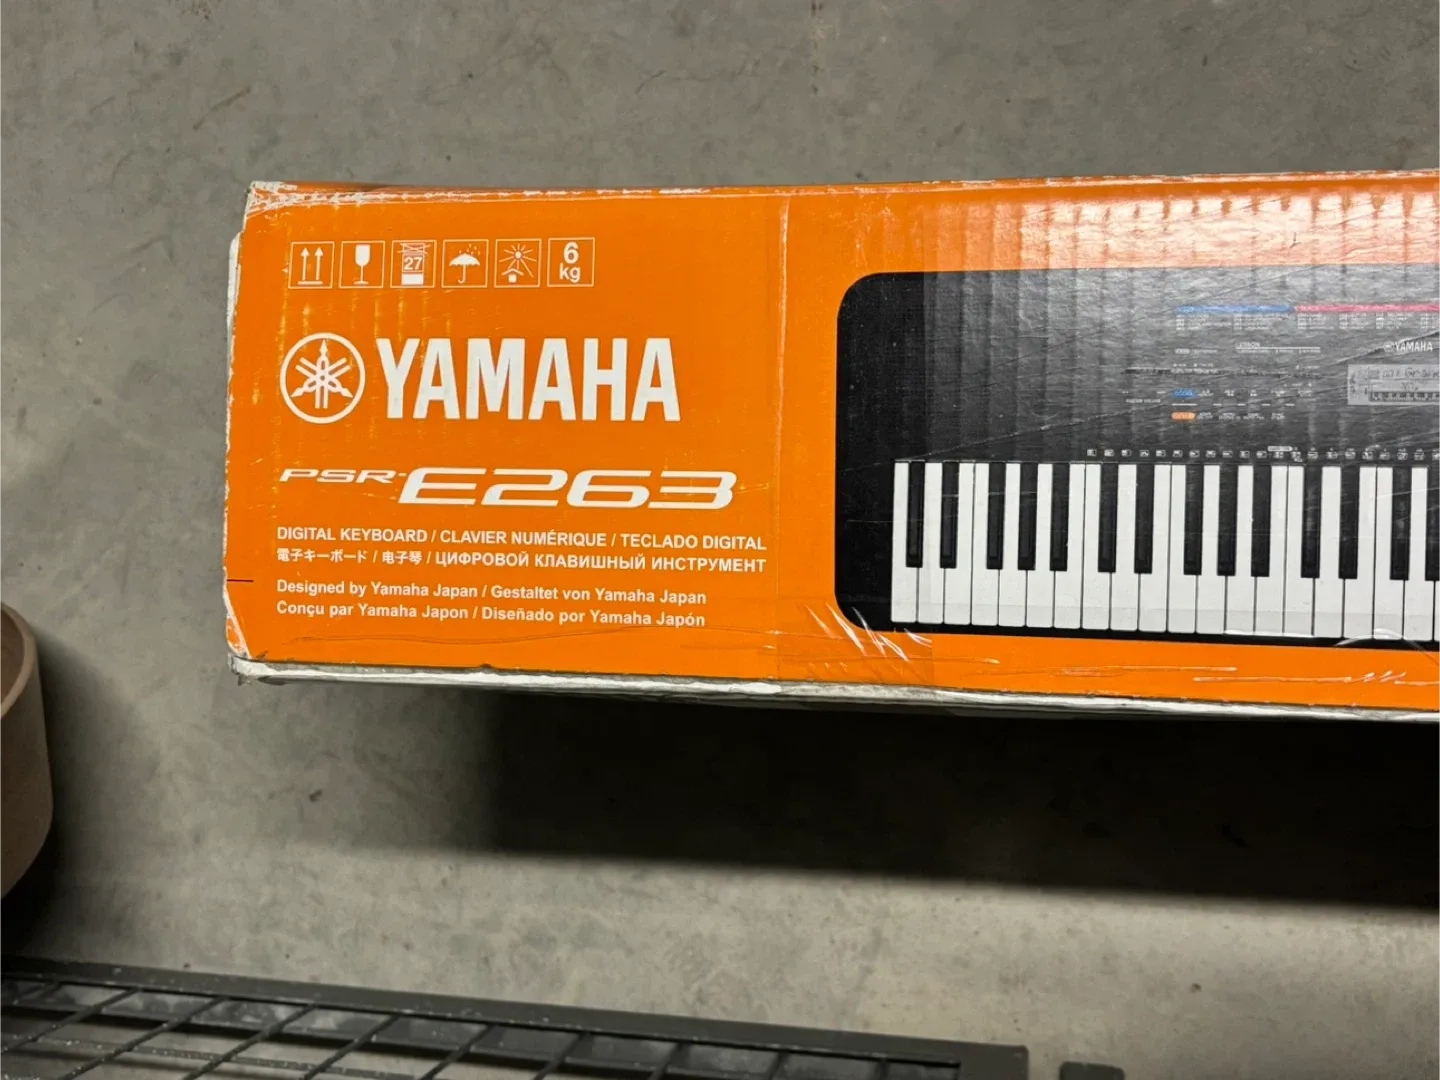 27
6
kg
YAMAHA
PSR-E263
DIGITAL KEYBOARD / CLAVIER NUMÉRIQUE / TECLADO DIGITAL
電子キーボード / 电子琴 / ЦИФРОВОЙ КЛАВИШНЫЙ ИНСТРУМЕНТ
Designed by Yamaha Japan / Gestaltet von Yamaha Japan
Conçu par Yamaha Japon / Diseñado por Yamaha Japón
YAMAHA